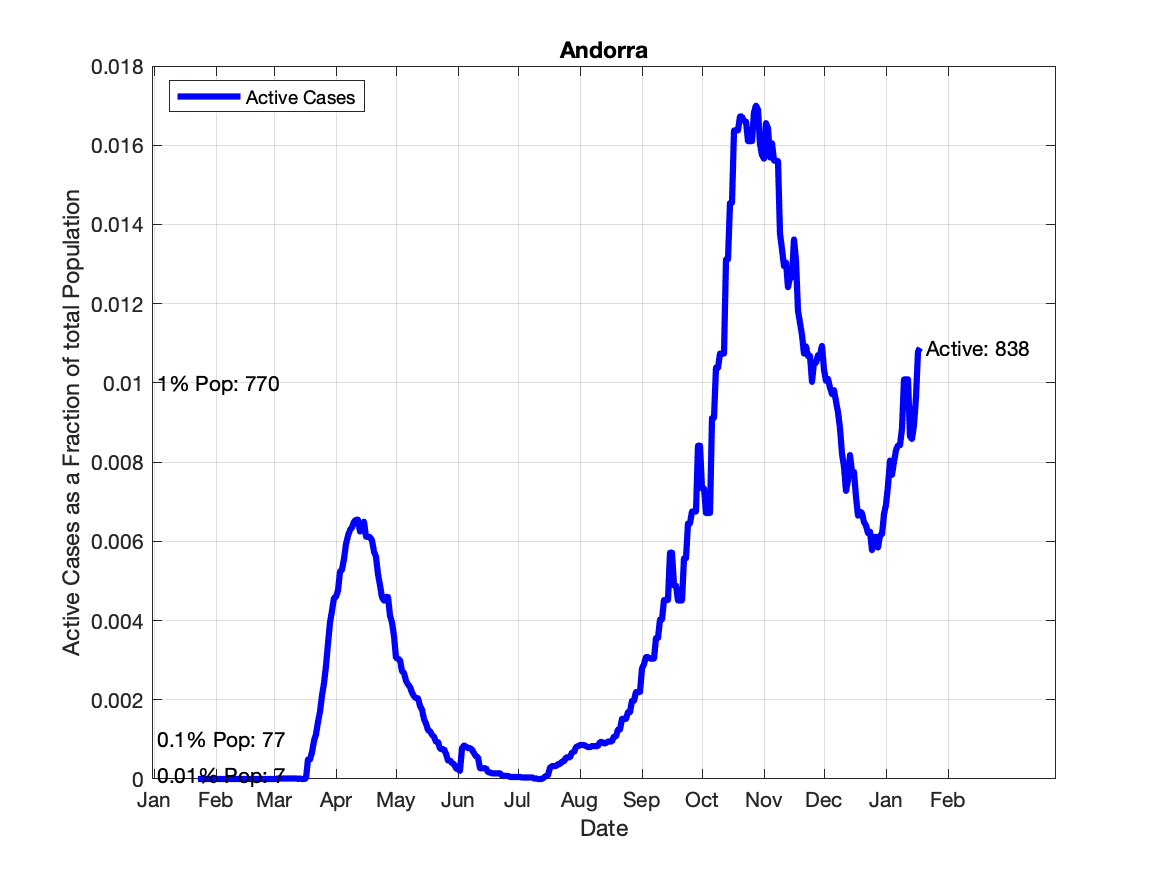 Andorra
Active Cases
0.018
0.016
0.014
0.012
0.01
0.008
0.006
0.004
0.002
0
Active Cases as a Fraction of total Population
1% Pop: 770
0.1% Pop: 77
0.01% Pop: 7
Active: 838
Jan Feb Mar Apr May Jun Jul Aug Sep Oct Nov Dec Jan Feb
Date